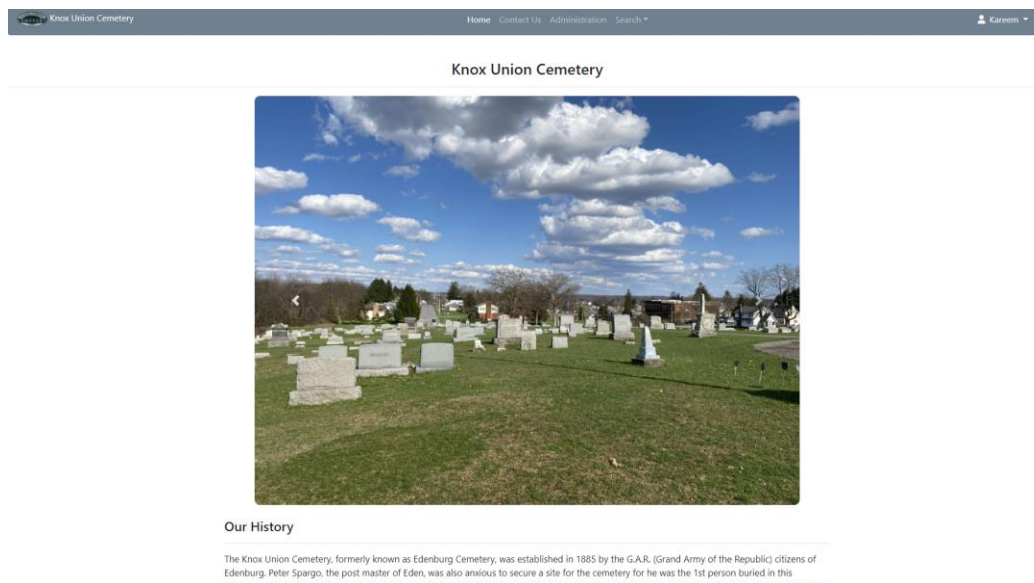 Knox Union Cemetery
Home Contact Us Administration Search
Kareem
Knox Union Cemetery
Our History
The Knox Union Cemetery, formerly known as Edenburg Cemetery, was established in 1885 by the G.A.R. (Grand Army of the Republic) citizens of
Edenburg. Peter Spargo, the post master of Eden, was also anxious to secure a site for the cemetery for he was the 1st person buried in this